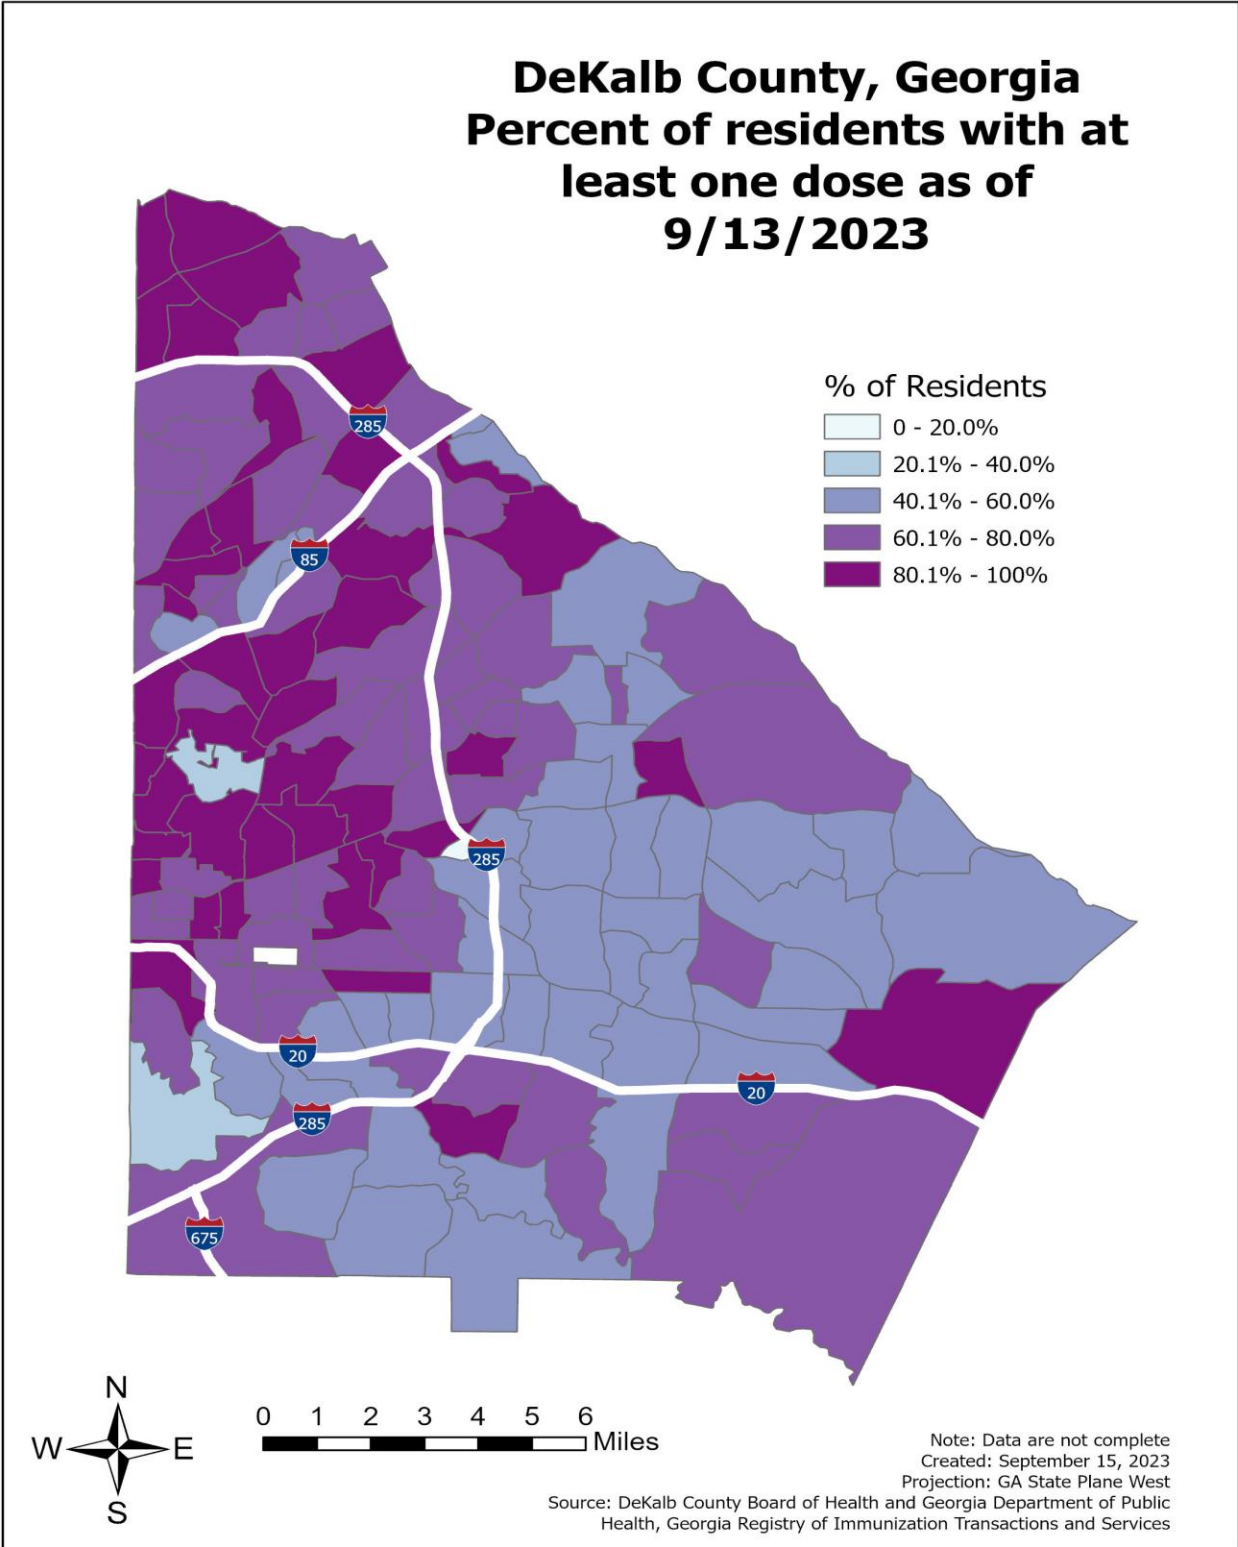 DeKalb County, Georgia
Percent of residents with at
least one dose as of
9/13/2023
% of Residents
0 - 20.0%
20.1% - 40.0%
40.1% - 60.0%
60.1% - 80.0%
80.1% - 100%
285
85
285
20
20
285
675
N
W E
S
0 1 2 3 4 5 6
Miles
Note: Data are not complete
Created: September 15, 2023
Projection: GA State Plane West
Source: DeKalb County Board of Health and Georgia Department of Public
Health, Georgia Registry of Immunization Transactions and Services